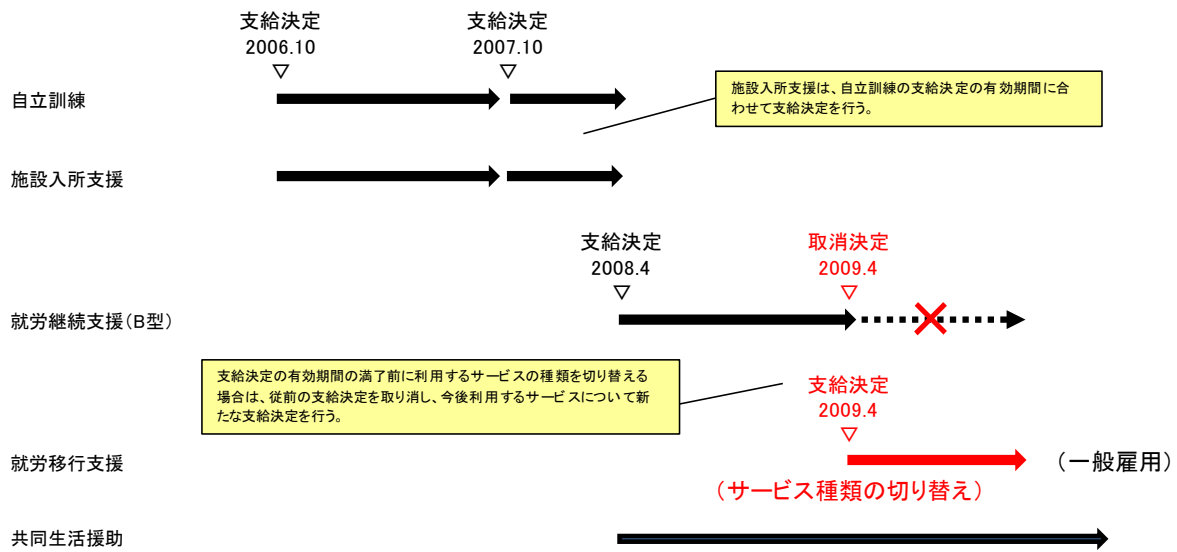 支給決定
2006.10
▽
支給決定
2007.10
▽
自立訓練
施設入所支援は、自立訓練の支給決定の有効期間に合
わせて支給決定を行う。
施設入所支援
支給決定
2008.4
▽
取消決定
2009.4
▽
就労継続支援（B型）
支給決定の有効期間の満了前に利用するサービスの種類を切り替える
場合は、従前の支給決定を取り消し、今後利用するサービスについて新
たな支給決定を行う。
支給決定
2009.4
▽
就労移行支援
（一般雇用）
（サービス種類の切り替え）
共同生活援助